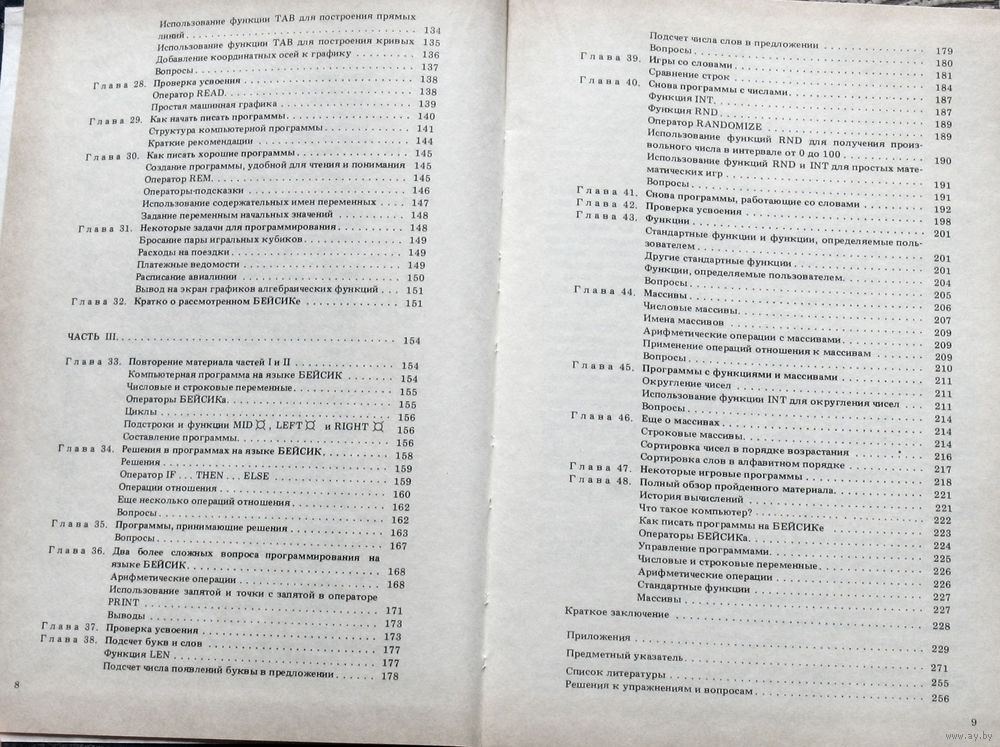 Использование функции TAB для построения прямых
линий . . . 134
Использование функции TAB для построения кривых 135
Добавление координатных осей к графику . . . 136
Вопросы . . . 137
Глава 28. Проверка усвоения . . . 138
Оператор READ. . . . 138
Простая машинная графика . . . 139
Глава 29. Как начать писать программы . . . 140
Структура компьютерной программы . . . 141
Краткие рекомендации . . . 144
Глава 30. Как писать хорошие программы . . . 145
Создание программы, удобной для чтения и понимания 145
Оператор REM. . . . 145
Операторы-подсказки . . . 146
Использование содержательных имен переменных . . . . 147
Задание переменным начальных значений . . . 148
Глава 31. Некоторые задачи для программирования . . . 148
Бросание пары игральных кубиков . . . 149
Расходы на поездки . . . 149
Платежные ведомости . . . 149
Расписание авиалинии . . . 150
Вывод на экран графиков алгебраических функций . . . 151
Глава 32. Кратко о рассмотренном БЕЙСИКе . . . 151
ЧАСТЬ III. . . . 154
Глава 33. Повторение материала частей I и II . . . 154
Компьютерная программа на языке БЕЙСИК . . . 154
Числовые и строковые переменные. . . . 155
Операторы БЕЙСИКа. . . . 155
Циклы . . . 156
Подстроки и функции MID¤, LEFT¤ и RIGHT¤ 156
Составление программы. . . . 156
Глава 34. Решения в программах на языке БЕЙСИК. . . . 158
Решения . . . 159
Оператор IF . . . THEN . . . ELSE . . . 159
Операции отношения . . . 160
Еще несколько операций отношения . . . 162
Вопросы . . . 162
Глава 35. Программы, принимающие решения . . . 163
Вопросы . . . 167
Глава 36. Два более сложных вопроса программирования на
языке БЕЙСИК. . . . 168
Арифметические операции . . . 168
Использование запятой и точки с запятой в операторе
PRINT . . . 171
Выводы . . . 173
Глава 37. Проверка усвоения . . . 173
Глава 38. Подсчет букв и слов . . . 177
Функция LEN . . . 177
Подсчет числа появлений буквы в предложении . . . 178
8
Подсчет числа слов в предложении . . . 179
Вопросы . . . 180
Глава 39. Игры со словами . . . 181
Сравнение строк . . . 184
Глава 40. Снова программы с числами. . . . 187
Функция INT. . . . 187
Функция RND. . . . 189
Оператор RANDOMIZE . . . 189
Использование функций RND для получения произ-
вольного числа в интервале от 0 до 100 . . . 190
Использование функций RND и INT для простых мате-
матических игр . . . 191
Вопросы . . . 191
Глава 41. Снова программы, работающие со словами . . . 192
Глава 42. Проверка усвоения . . . 198
Глава 43. Функции . . . 201
Стандартные функции и функции, определяемые поль-
зователем . . . 201
Другие стандартные функции . . . 201
Функции, определяемые пользователем. . . . 204
Вопросы . . . 205
Глава 44. Массивы . . . 206
Числовые массивы. . . . 207
Имена массивов . . . 209
Арифметические операции с массивами. . . . 209
Применение операций отношения к массивам . . . 210
Вопросы . . . 211
Глава 45. Программы с функциями и массивами . . . 211
Округление чисел . . . 211
Использование функции INT для округления чисел . . . 211
Вопросы . . . 214
Глава 46. Еще о массивах . . . 214
Строковые массивы. . . . 214
Сортировка чисел в порядке возрастания . . . 216
Сортировка слов в алфавитном порядке . . . 217
Глава 47. Некоторые игровые программы . . . 218
Глава 48. Полный обзор пройденного материала. . . . 221
История вычислений . . . 221
Что такое компьютер? . . . 222
Как писать программы на БЕЙСИКе . . . 223
Операторы БЕЙСИКа. . . . 224
Управление программами. . . . 225
Числовые и строковые переменные. . . . 226
Арифметические операции . . . 226
Стандартные функции . . . 227
Массивы . . . 227
Краткое заключение . . . 228
Приложения . . . 229
Предметный указатель. . . . 271
Список литературы . . . 255
Решения к упражнениям и вопросам . . . 256
9
www.ay.by